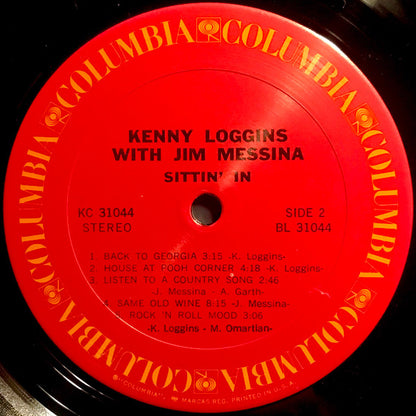 COLUMBIA COLUMBIA COLUMBIA COLUMBIA COLUMBIA COLUMBIA
KENNY LOGGINS
WITH JIM MESSINA
SITTIN' IN
KC 31044 SIDE 2
STEREO BL 31044
1. BACK TO GEORGIA 3:15 -K. Loggins-
2. HOUSE AT POOH CORNER 4:18 -K. Loggins-
3. LISTEN TO A COUNTRY SONG 2:46
J. Messina - A. Garth-
4. SAME OLD WINE 8:15 -J. Messina-
5. ROCK 'N ROLL MOOD 3:06
-K. Loggins - M. Omartian-
"COLUMBIA", MARCAS REG. PRINTED IN U.S.A.